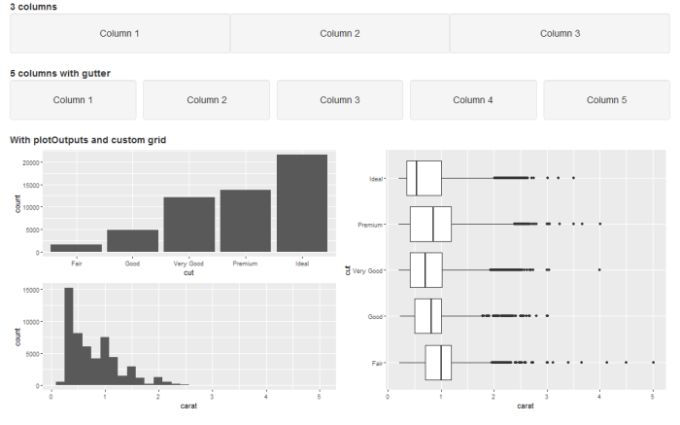 3 columns
Column 1 Column 2 Column 3
5 columns with gutter
Column 1 Column 2 Column 3 Column 4 Column 5
With plotOutputs and custom grid
20000
15000
10000
5000
0
count
Fair Good Very Good Premium Ideal
cut
15000
10000
5000
0
count
0 1 2 3 4 5
carat
Ideal
Premium
Very Good
Good
Fair
cut
0 1 2 3 4 5
carat